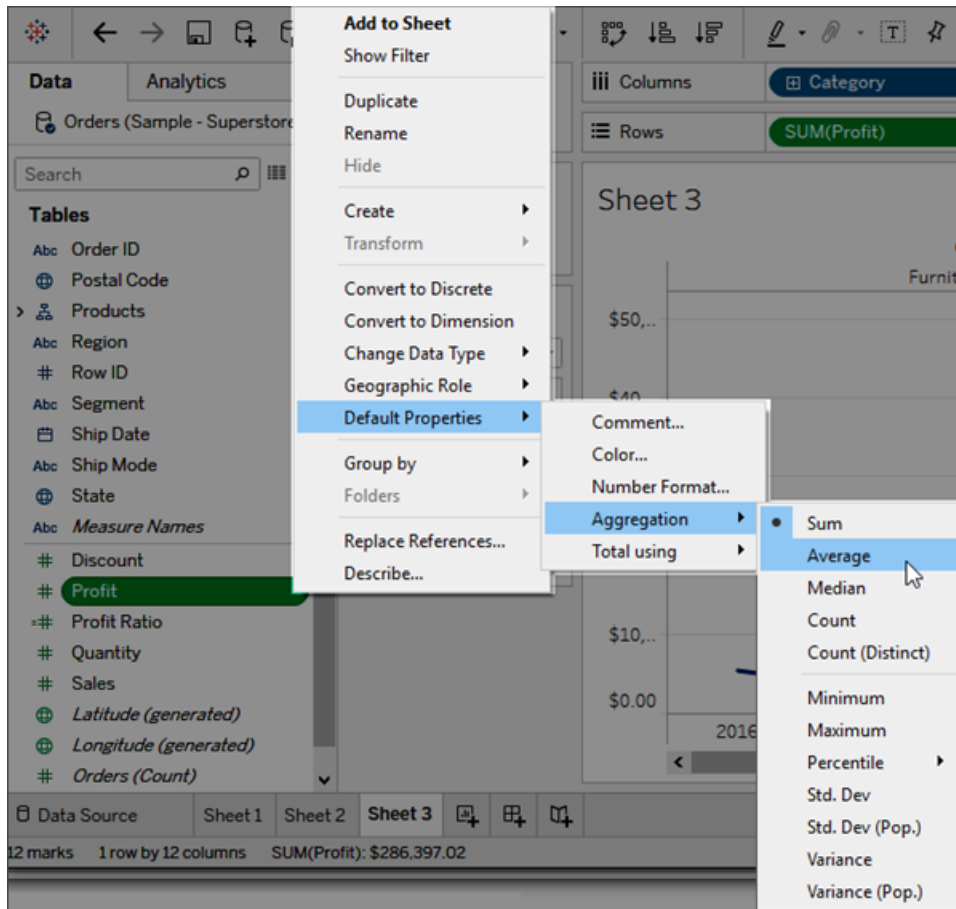 Data
Analytics
Orders (Sample - Superstore
Search
Tables
Abc Order ID
Postal Code
Products
Abc Region
# Row ID
Abc Segment
Ship Date
Abc Ship Mode
State
Abc Measure Names
# Discount
# Profit
=# Profit Ratio
# Quantity
# Sales
Latitude (generated)
Longitude (generated)
# Orders (Count)
Add to Sheet
Show Filter
Duplicate
Rename
Hide
Create
Transform
Convert to Discrete
Convert to Dimension
Change Data Type
Geographic Role
Default Properties
Group by
Folders
Replace References...
Describe...
Comment...
Color...
Number Format...
Aggregation
Total using
Sum
Average
Median
Count
Count (Distinct)
Minimum
Maximum
Percentile
Std. Dev
Std. Dev (Pop.)
Variance
Variance (Pop.)
T
Columns
Category
Rows
SUM(Profit)
Sheet 3
Furnit
$50,..
$40
$10,..
$0.00
2016
Data Source
Sheet 1
Sheet 2
Sheet 3
12 marks 1 row by 12 columns SUM(Profit): $286,397.02